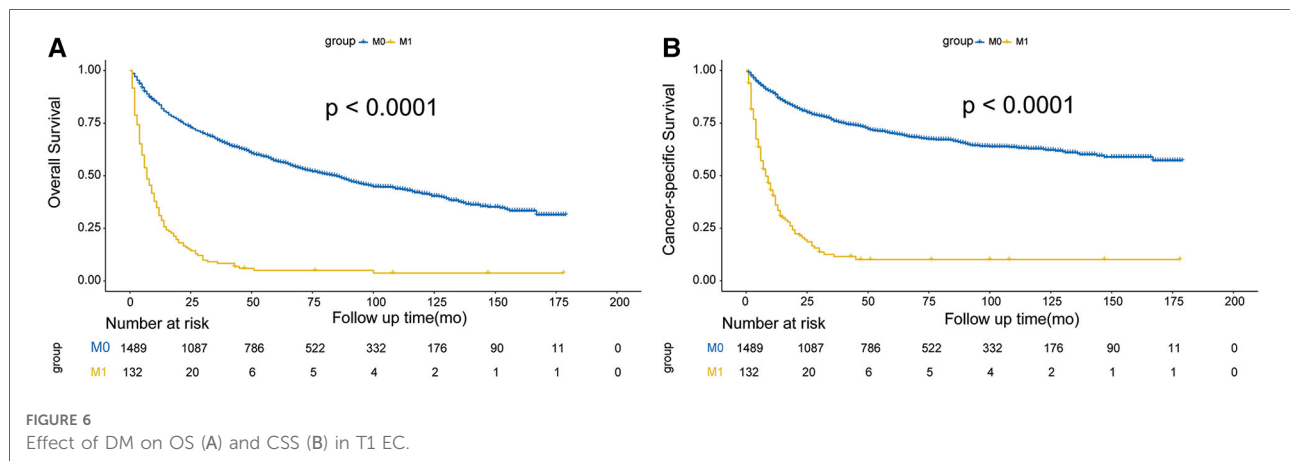 A
group M0 M1
1.00
0.75
0.50
0.25
0.00
Overall Survival
p < 0.0001
0 25 50 75 100 125 150 175 200
Follow up time(mo)
Number at risk
group
M0 1489 1087 786 522 332 176 90 11 0
M1 132 20 6 5 4 2 1 1 0
B
group M0 M1
1.00
0.75
0.50
0.25
0.00
Cancer-specific Survival
p < 0.0001
0 25 50 75 100 125 150 175 200
Follow up time(mo)
Number at risk
group
M0 1489 1087 786 522 332 176 90 11 0
M1 132 20 6 5 4 2 1 1 0
FIGURE 6
Effect of DM on OS (A) and CSS (B) in T1 EC.